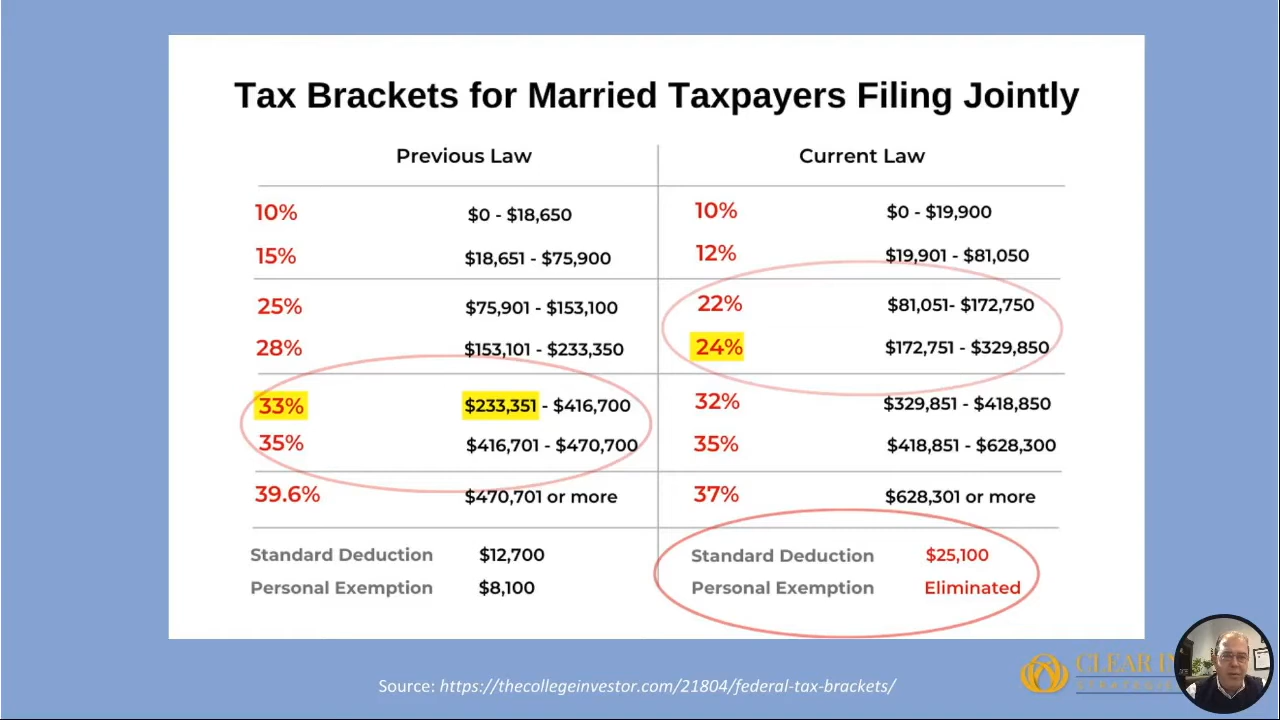 Tax Brackets for Married Taxpayers Filing Jointly
Previous Law
Current Law
10% $0 - $18,650
10% $0 - $19,900
15% $18,651 - $75,900
12% $19,901 - $81,050
25% $75,901 - $153,100
22% $81,051- $172,750
28% $153,101 - $233,350
24% $172,751 - $329,850
33% $233,351 - $416,700
32% $329,851 - $418,850
35% $416,701 - $470,700
35% $418,851 - $628,300
39.6% $470,701 or more
37% $628,301 or more
Standard Deduction $12,700
Standard Deduction $25,100
Personal Exemption $8,100
Personal Exemption Eliminated
Source: https://thecollegeinvestor.com/21804/federal-tax-brackets/
CLEAR